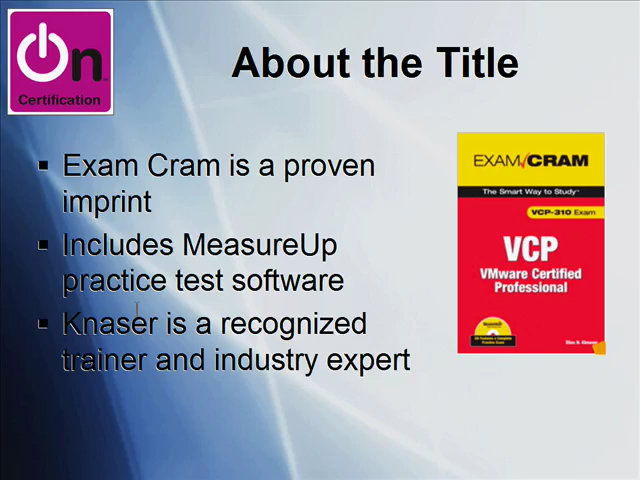 On
Certification
About the Title
▪ Exam Cram is a proven
imprint
▪ Includes MeasureUp
practice test software
▪ Knaser is a recognized
trainer and industry expert
EXAM CRAM
The Smart Way to Study™
VCP-310 Exam
VCP
VMware Certified
Professional